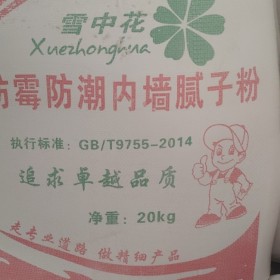 雪中花
Xuezhonghua
防霉防潮内墙腻子粉
执行标准：GB/T9755-2014
追求卓越品质
净重：20kg
走专业道路 做精细产品